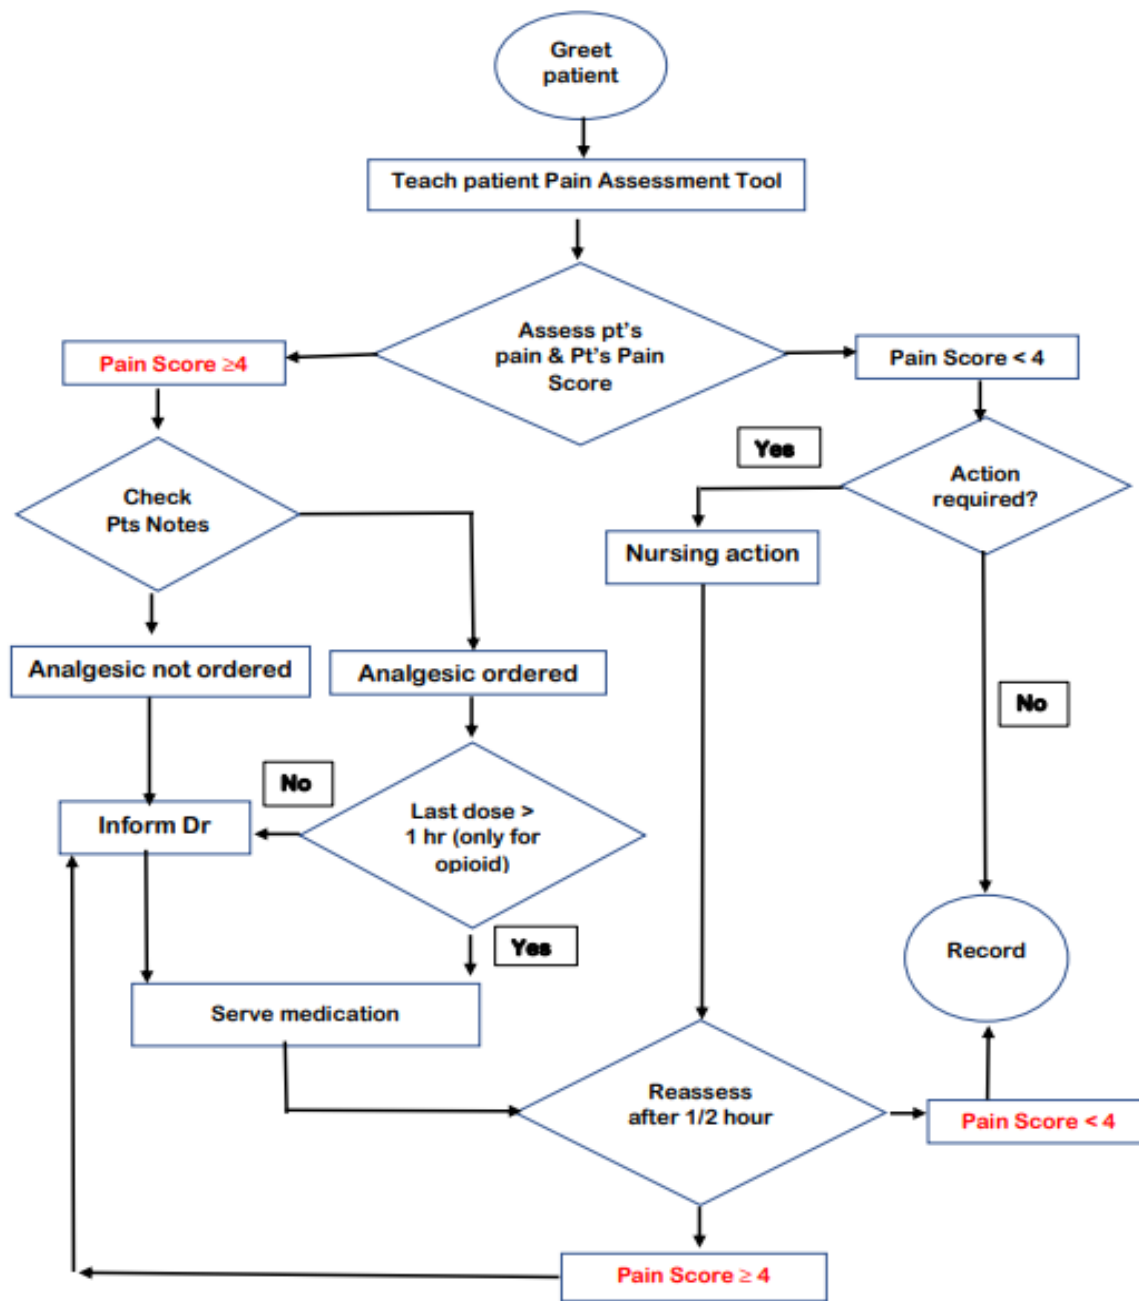 Greet
patient
Teach patient Pain Assessment Tool
Assess pt's
pain & Pt's Pain
Score
Pain Score ≥4
Pain Score < 4
Yes
Action
required?
Check
Pts Notes
Nursing action
Analgesic not ordered
Analgesic ordered
No
No
Inform Dr
Last dose >
1 hr (only for
opioid)
Yes
Record
Serve medication
Reassess
after 1/2 hour
Pain Score < 4
Pain Score ≥ 4